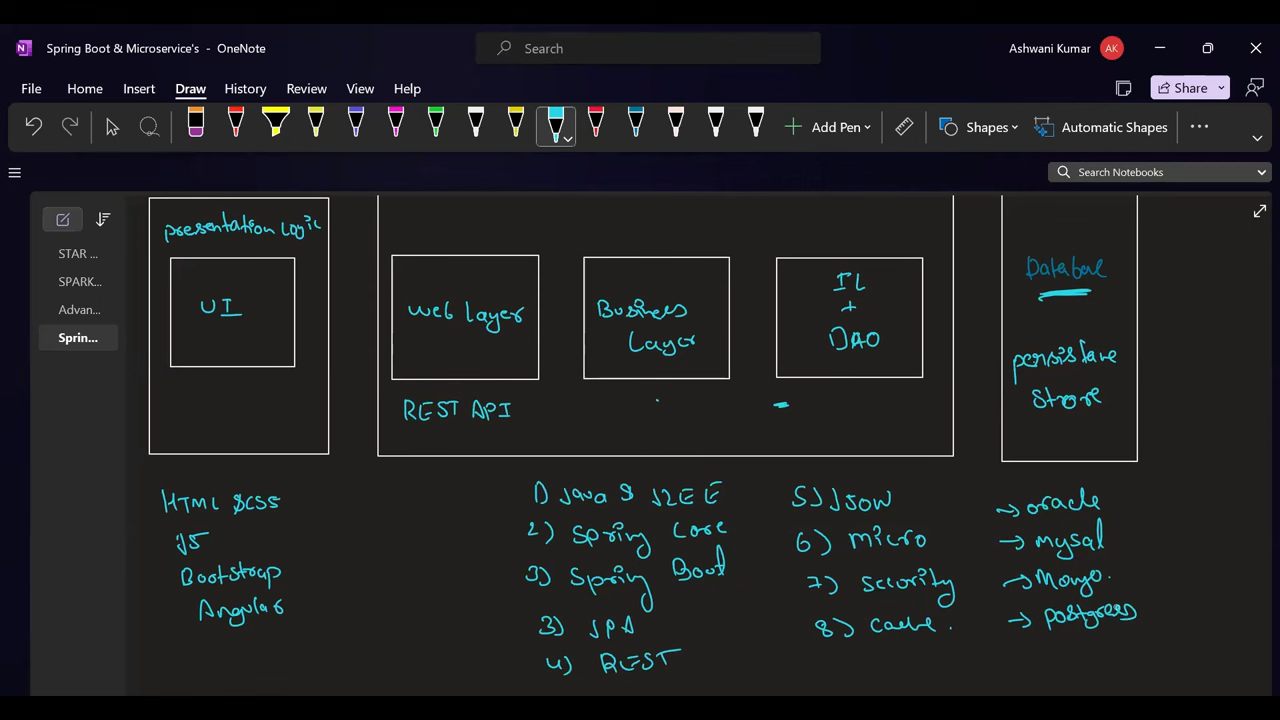 Spring Boot & Microservice's - OneNote
Search
Ashwani Kumar
AK
File
Home
Insert
Draw
History
Review
View
Help
Share
Add Pen
Shapes
Automatic Shapes
Search Notebooks
STAR ...
SPARK...
Advan...
Sprin...
presentation Logic
UI
web layer
Business
Layer
IL
+
DAO
REST API
Database
persistane
Strore
HTML & CSS
JS
Bootstrap
Angular
1) Java & J2EE
2) Spring Core
3) Spring Boot
3) JPA
4) REST
5) JSON
6) micro
7) security
8) cache.
→ oracle
→ mysql
→ Mongo.
→ postgress